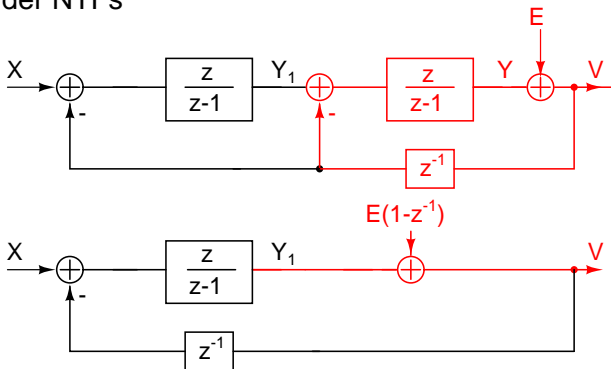 der NTFs
E
X
z
z-1
Y₁
z
z-1
Y
V
-
-
z⁻¹
E(1-z⁻¹)
X
z
z-1
Y₁
V
-
z⁻¹